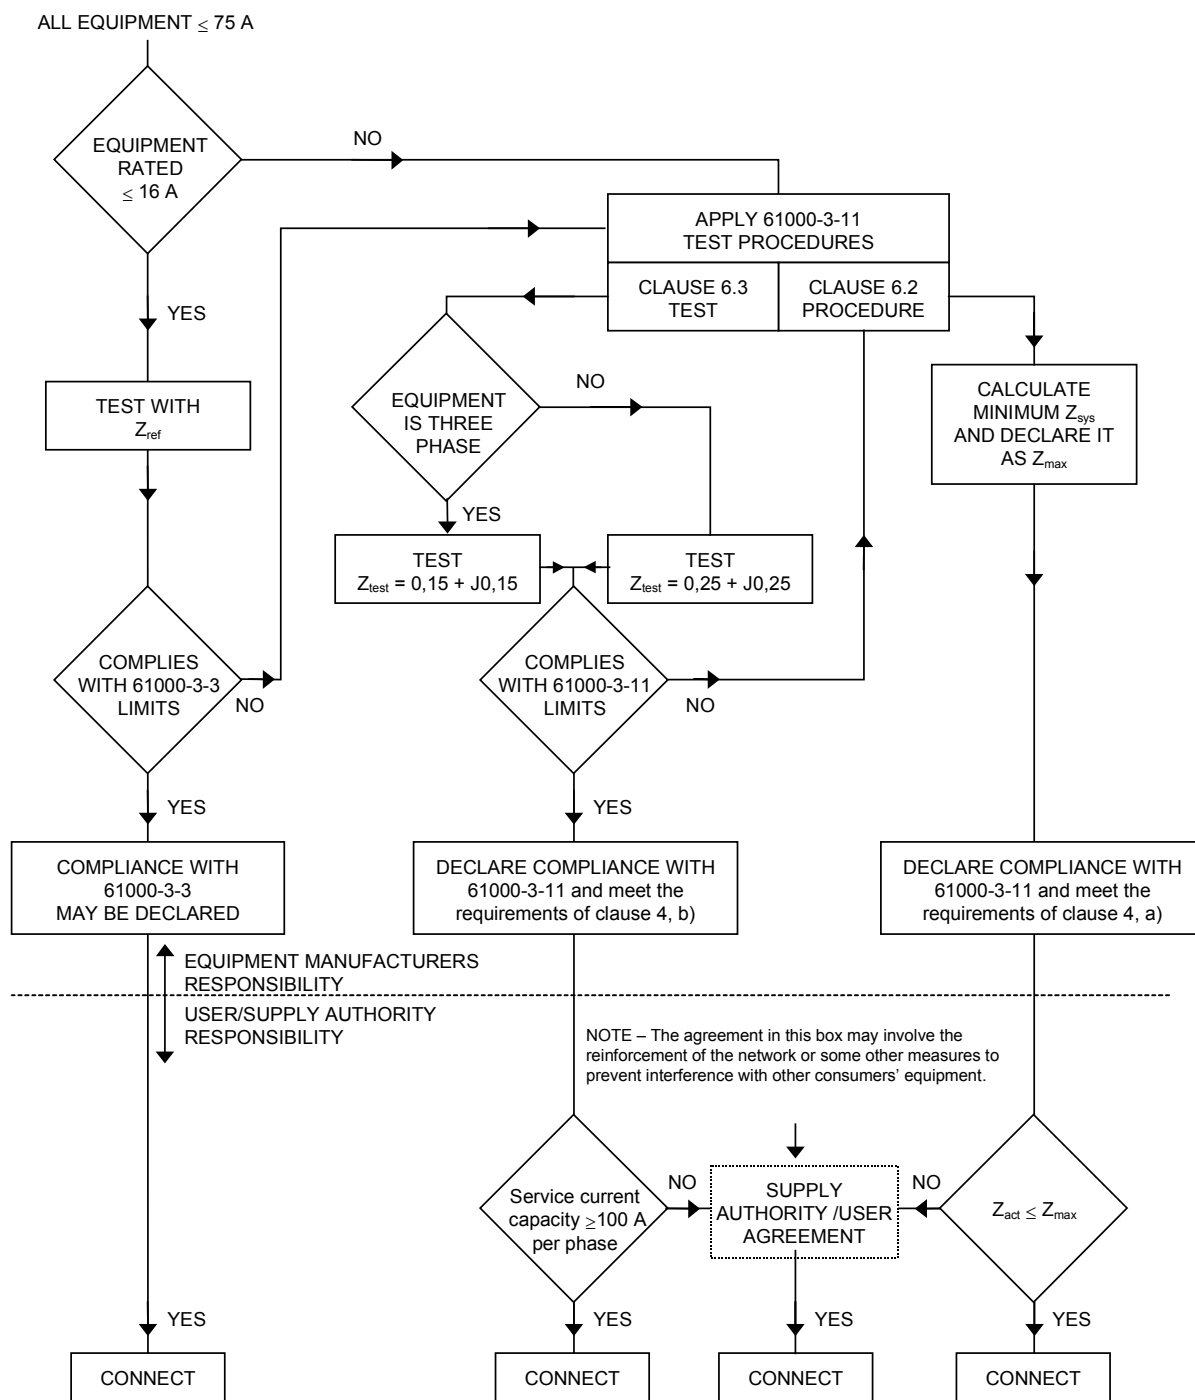 ALL EQUIPMENT ≤ 75 A
EQUIPMENT
RATED
≤ 16 A
NO
YES
APPLY 61000-3-11
TEST PROCEDURES
CLAUSE 6.3
TEST
CLAUSE 6.2
PROCEDURE
TEST WITH
Zref
EQUIPMENT
IS THREE
PHASE
NO
YES
CALCULATE
MINIMUM Zsys
AND DECLARE IT
AS Zmax
TEST
Ztest = 0,15 + J0,15
TEST
Ztest = 0,25 + J0,25
COMPLIES
WITH 61000-3-3
LIMITS
NO
YES
COMPLIES
WITH 61000-3-11
LIMITS
NO
YES
COMPLIANCE WITH
61000-3-3
MAY BE DECLARED
DECLARE COMPLIANCE WITH
61000-3-11 and meet the
requirements of clause 4, b)
DECLARE COMPLIANCE WITH
61000-3-11 and meet the
requirements of clause 4, a)
EQUIPMENT MANUFACTURERS
RESPONSIBILITY
USER/SUPPLY AUTHORITY
RESPONSIBILITY
NOTE – The agreement in this box may involve the
reinforcement of the network or some other measures to
prevent interference with other consumers' equipment.
Service current
capacity ≥100 A
per phase
NO
SUPPLY
AUTHORITY /USER
AGREEMENT
NO
Zact ≤ Zmax
YES
YES
YES
YES
CONNECT
CONNECT
CONNECT
CONNECT